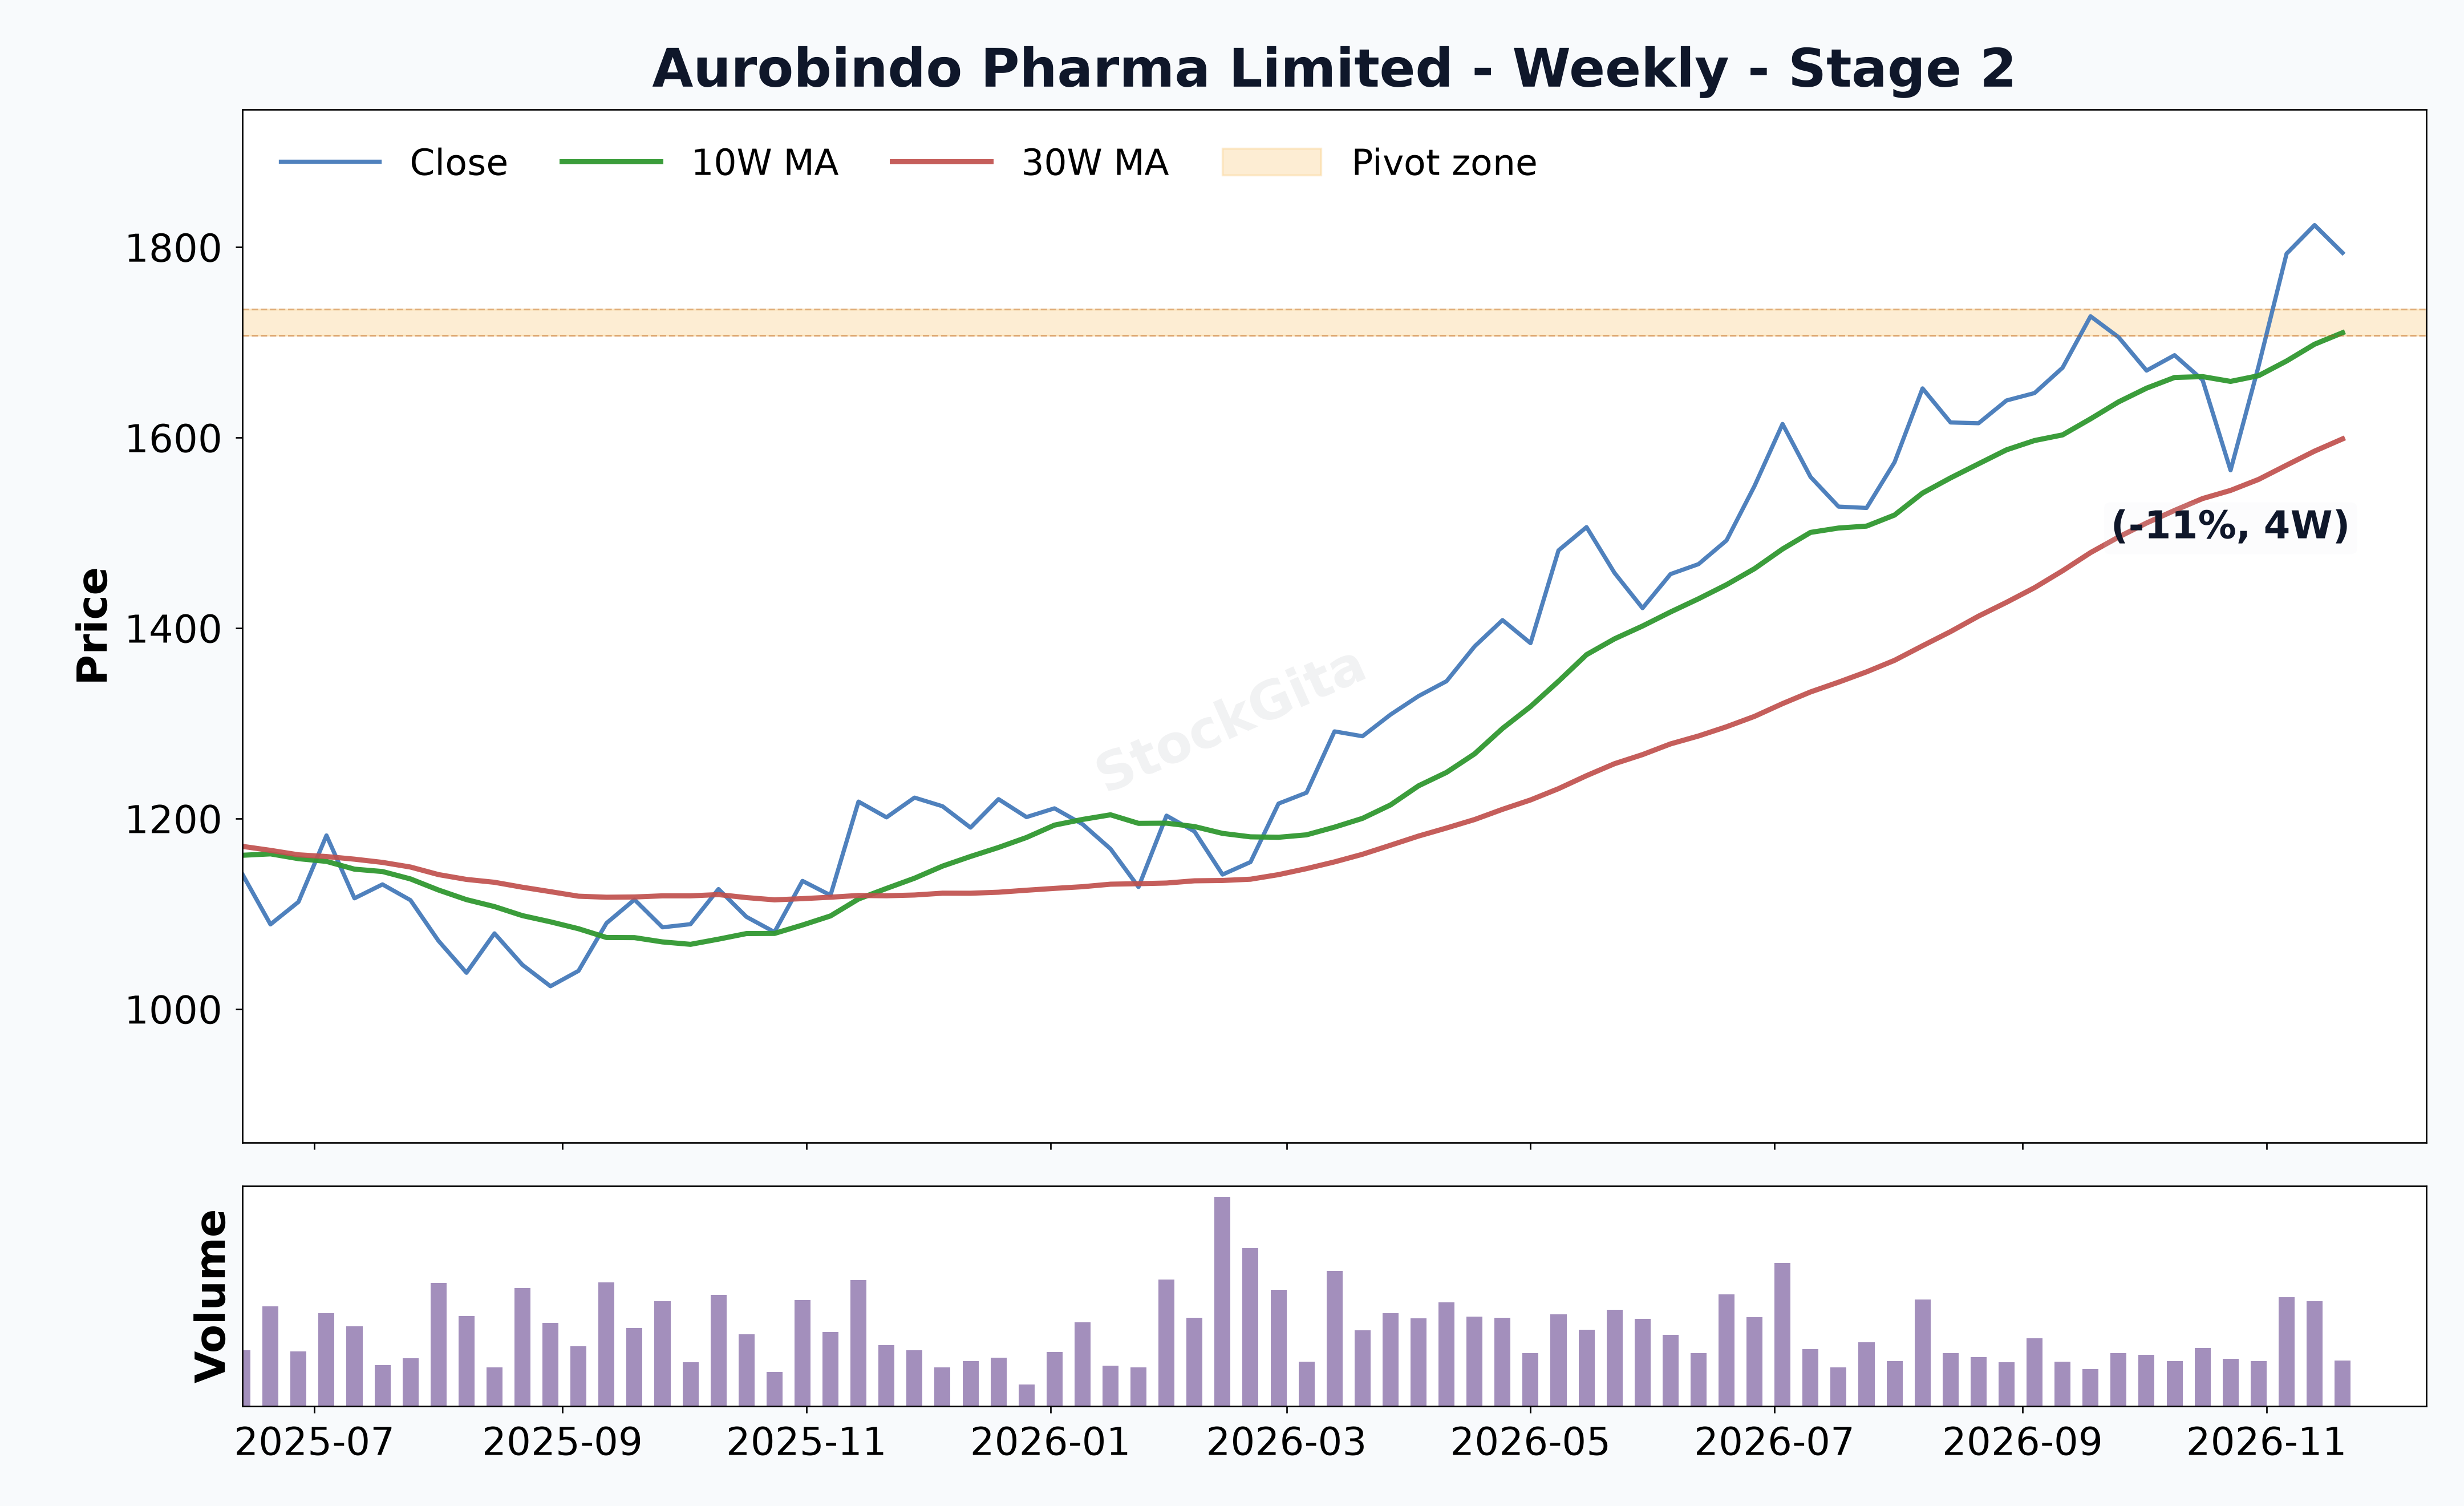 Aurobindo Pharma Limited - Weekly - Stage 2
Close 10W MA 30W MA Pivot zone
1800
1600
1400
1200
1000
Price
(-11%, 4W)
StockGita
Volume
2025-07 2025-09 2025-11 2026-01 2026-03 2026-05 2026-07 2026-09 2026-11